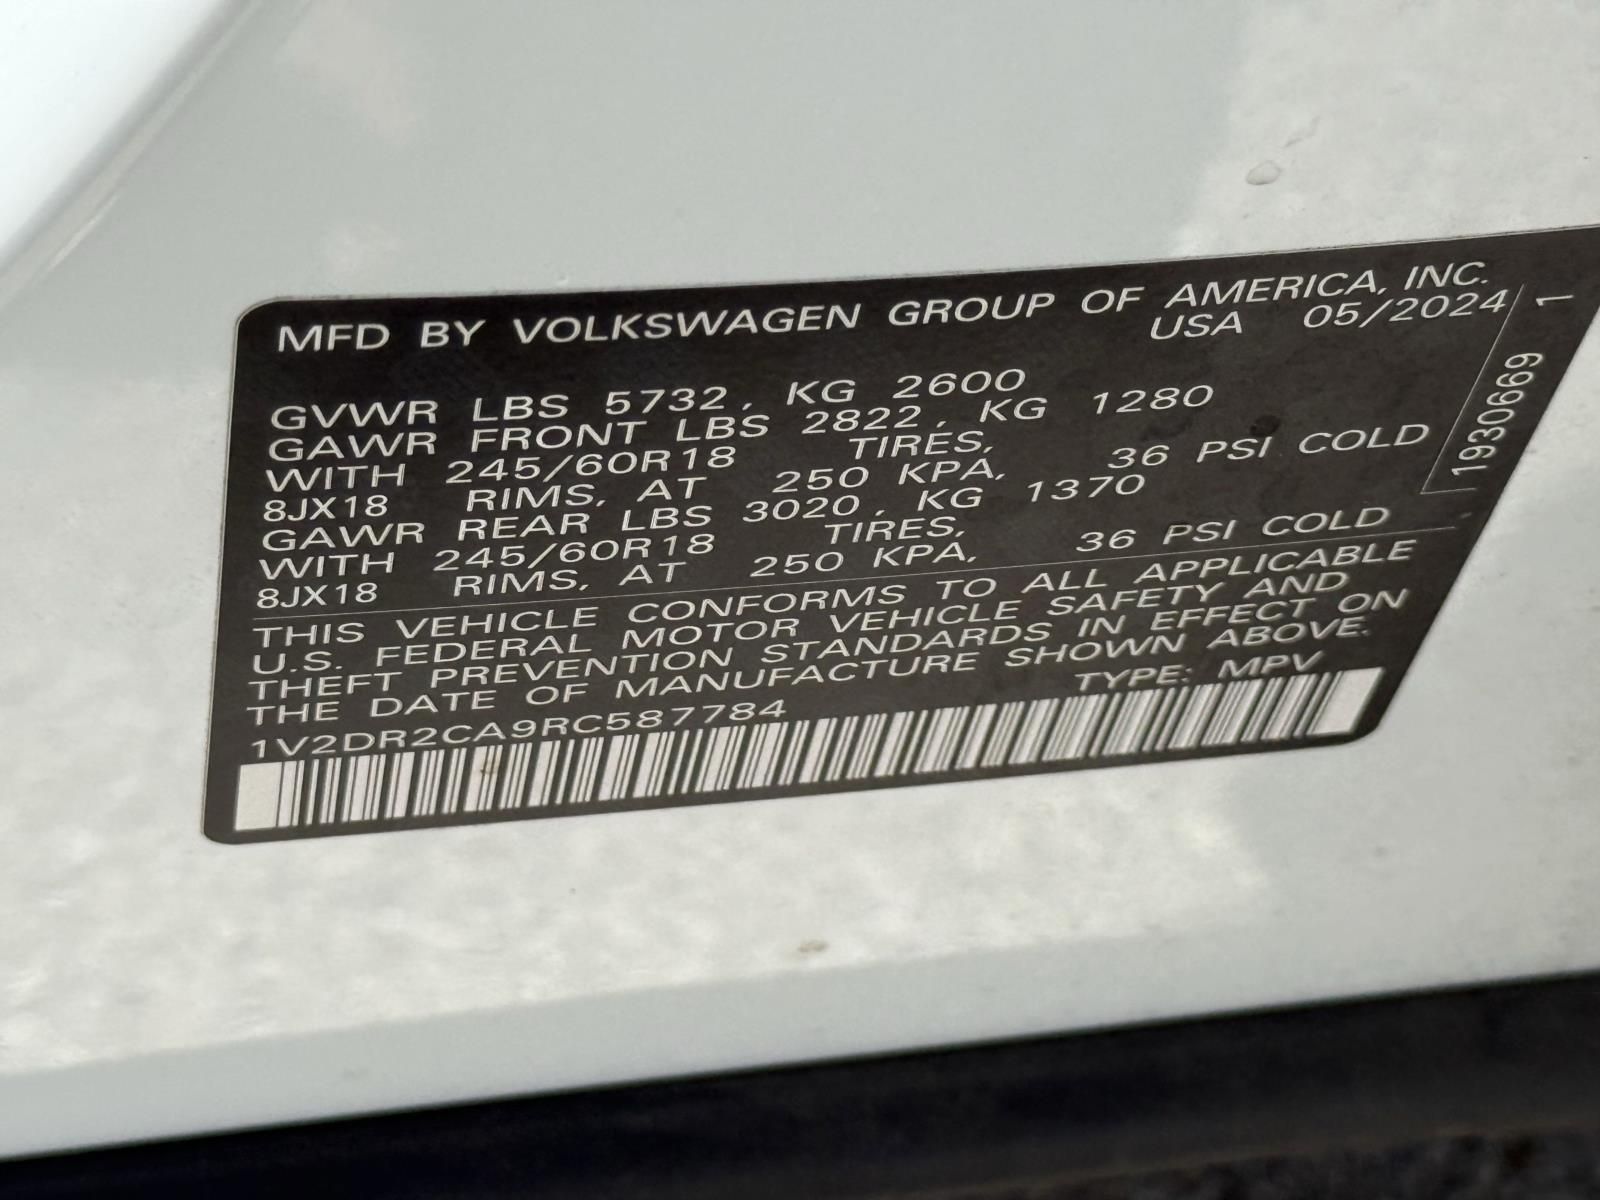 MFD BY VOLKSWAGEN GROUP OF AMERICA, INC.
USA 05/2024
GVWR LBS 5732, KG 2600
GAWR FRONT LBS 2822, KG 1280
WITH 245/60R18 TIRES,
8JX18 RIMS, AT 250 KPA, 36 PSI COLD
GAWR REAR LBS 3020, KG 1370
WITH 245/60R18 TIRES,
8JX18 RIMS, AT 250 KPA, 36 PSI COLD
THIS VEHICLE CONFORMS TO ALL APPLICABLE
U.S. FEDERAL MOTOR VEHICLE SAFETY AND
THEFT PREVENTION STANDARDS IN EFFECT ON
THE DATE OF MANUFACTURE SHOWN ABOVE.
1V2DR2CA9RC587784 TYPE: MPV
1930669 1